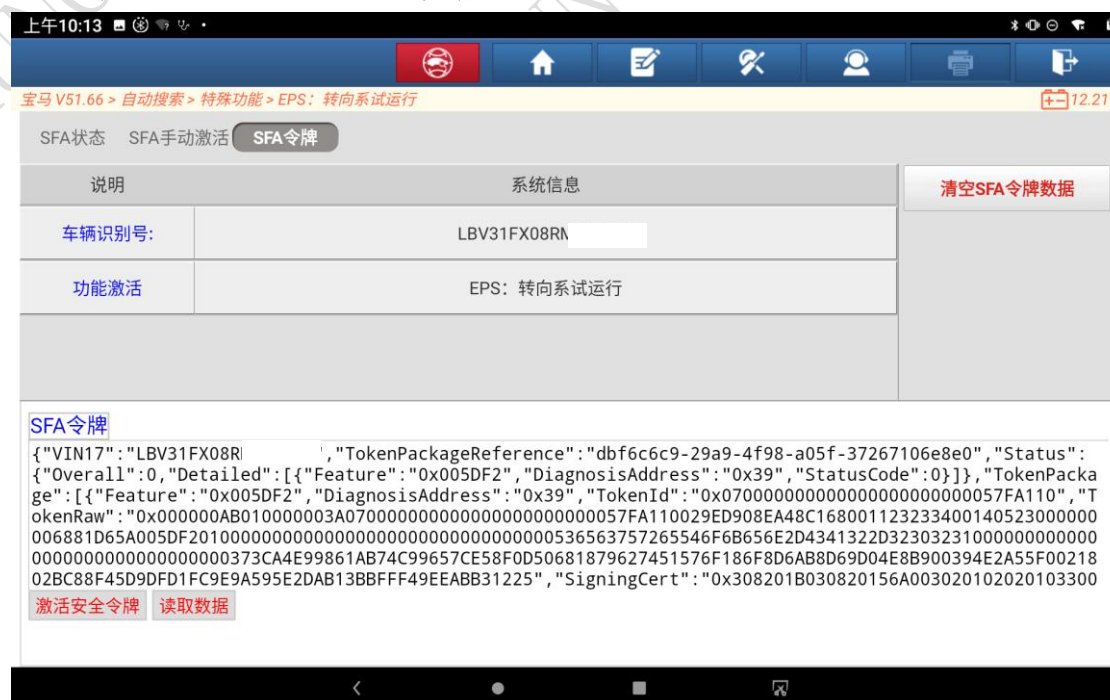 上午10:13
宝马 V51.66 > 自动搜索 > 特殊功能 > EPS：转向系试运行
12.21
SFA状态 SFA手动激活 SFA令牌
说明 系统信息
清空SFA令牌数据
车辆识别号: LBV31FX08RM
功能激活 EPS：转向系试运行
SFA令牌
{"VIN17":"LBV31FX08R ","TokenPackageReference":"dbf6c6c9-29a9-4f98-a05f-37267106e8e0","Status":
{"Overall":0,"Detailed":[{"Feature":"0x005DF2","DiagnosisAddress":"0x39","StatusCode":0}]},"TokenPacka
ge":[{"Feature":"0x005DF2","DiagnosisAddress":"0x39","TokenId":"0x07000000000000000000000057FA110","T
okenRaw":"0x000000AB010000003A07000000000000000000000057FA110029ED908EA48C16800112323340014052300000
006881D65A005DF20100000000000000000000000000000000536563757265546F6B656E2D4341322D3230323100000000000
00000000000000000000373CA4E99861AB74C99657CE58F0D50681879627451576F186F8D6AB8D69D04E8B900394E2A55F00218
02BC88F45D9DFD1FC9E9A595E2DAB13BBFFF49EEABB31225","SigningCert":"0x308201B030820156A003020102020103300
激活安全令牌 读取数据